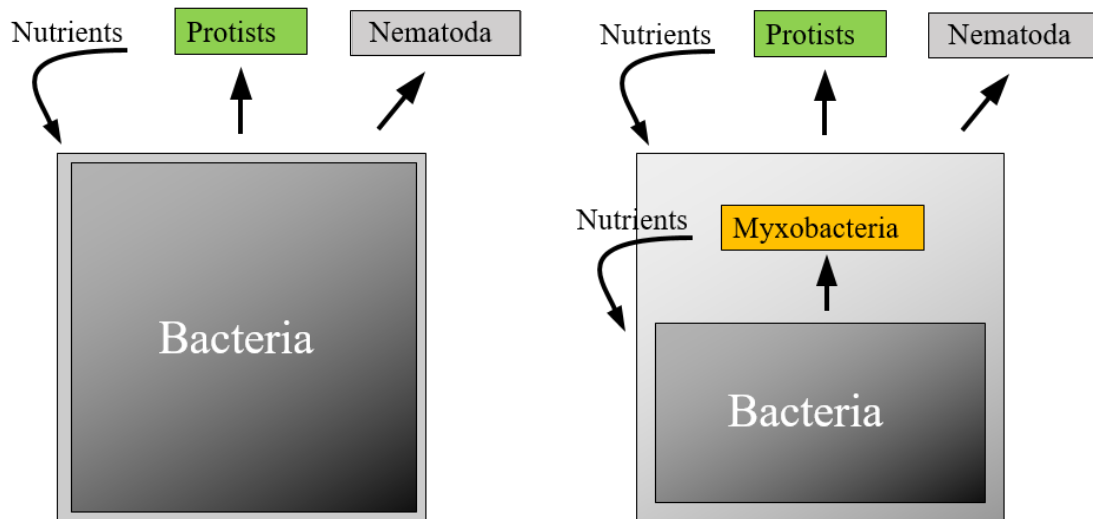 Nutrients
Protists
Nematoda
Bacteria
Nutrients
Protists
Nematoda
Nutrients
Myxobacteria
Bacteria